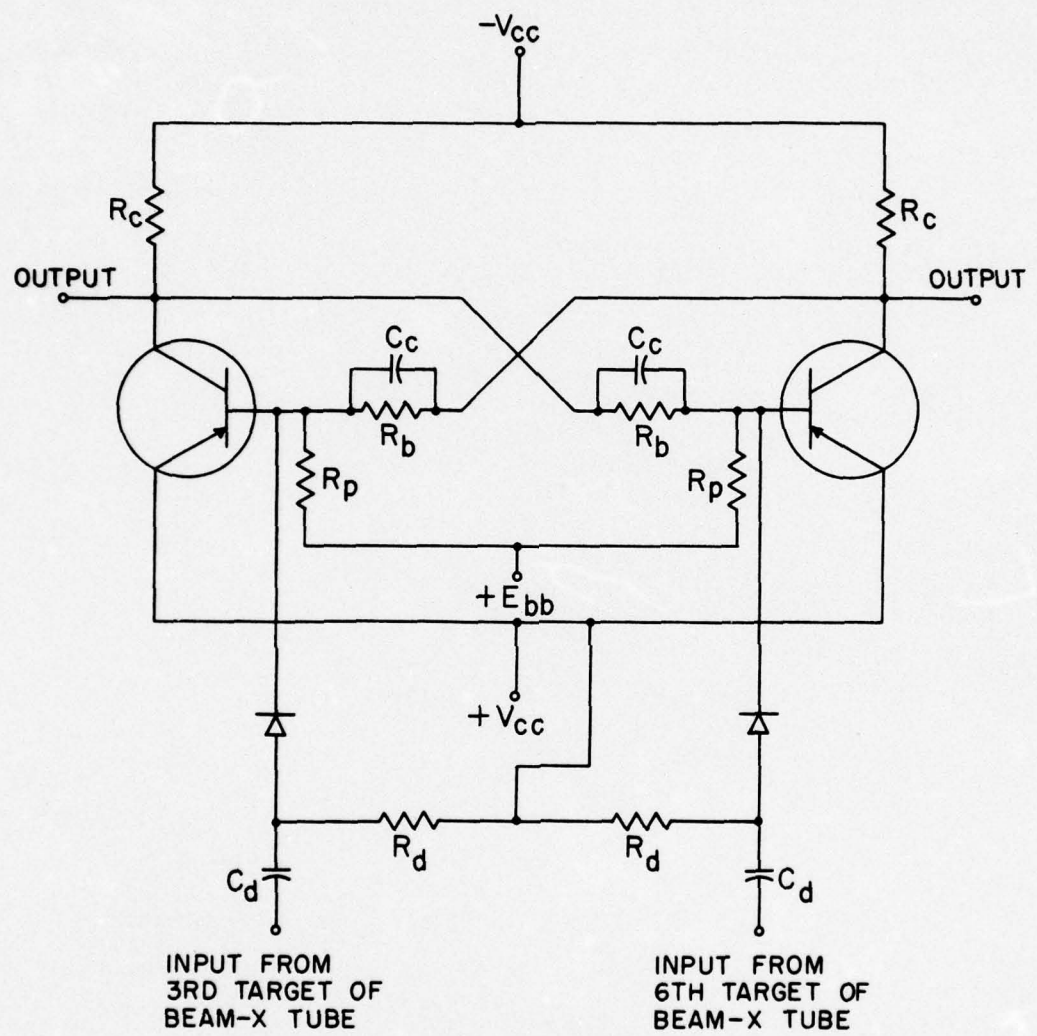 -Vcc
Rc
Rc
OUTPUT
OUTPUT
Cc
Cc
Rb
Rb
Rp
Rp
+Ebb
+Vcc
Rd
Rd
Cd
Cd
INPUT FROM
3RD TARGET OF
BEAM-X TUBE
INPUT FROM
6TH TARGET OF
BEAM-X TUBE